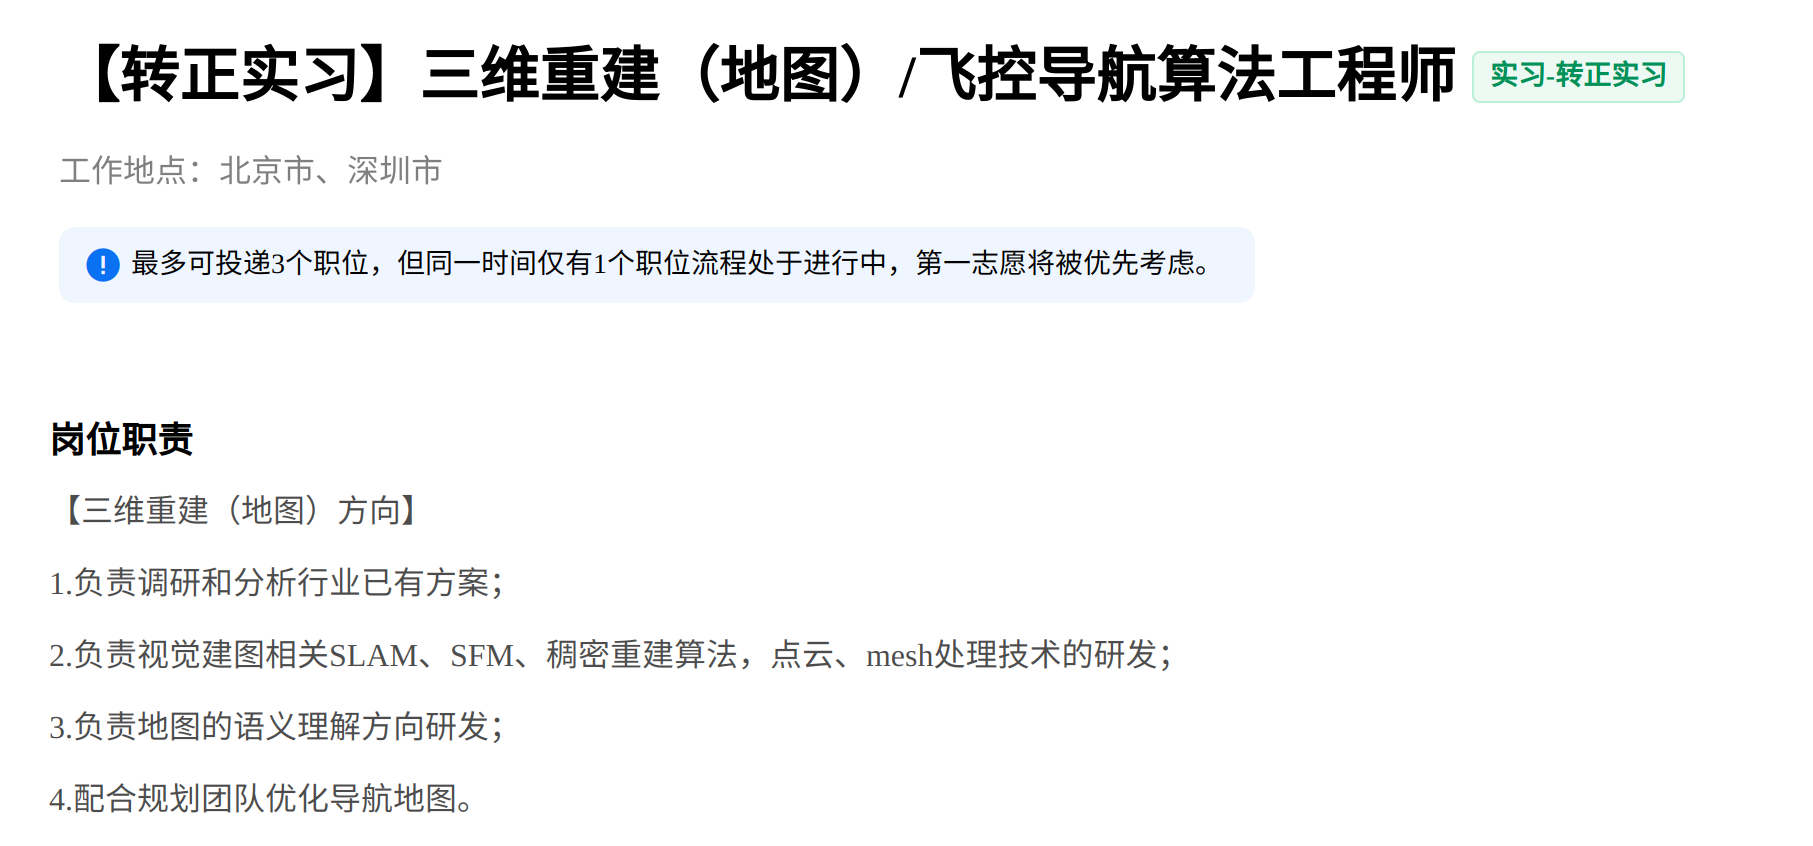 【转正实习】三维重建（地图）/飞控导航算法工程师 实习-转正实习
工作地点：北京市、深圳市
最多可投递3个职位，但同一时间仅有1个职位流程处于进行中，第一志愿将被优先考虑。
岗位职责
【三维重建（地图）方向】
1.负责调研和分析行业已有方案；
2.负责视觉建图相关SLAM、SFM、稠密重建算法，点云、mesh处理技术的研发；
3.负责地图的语义理解方向研发；
4.配合规划团队优化导航地图。